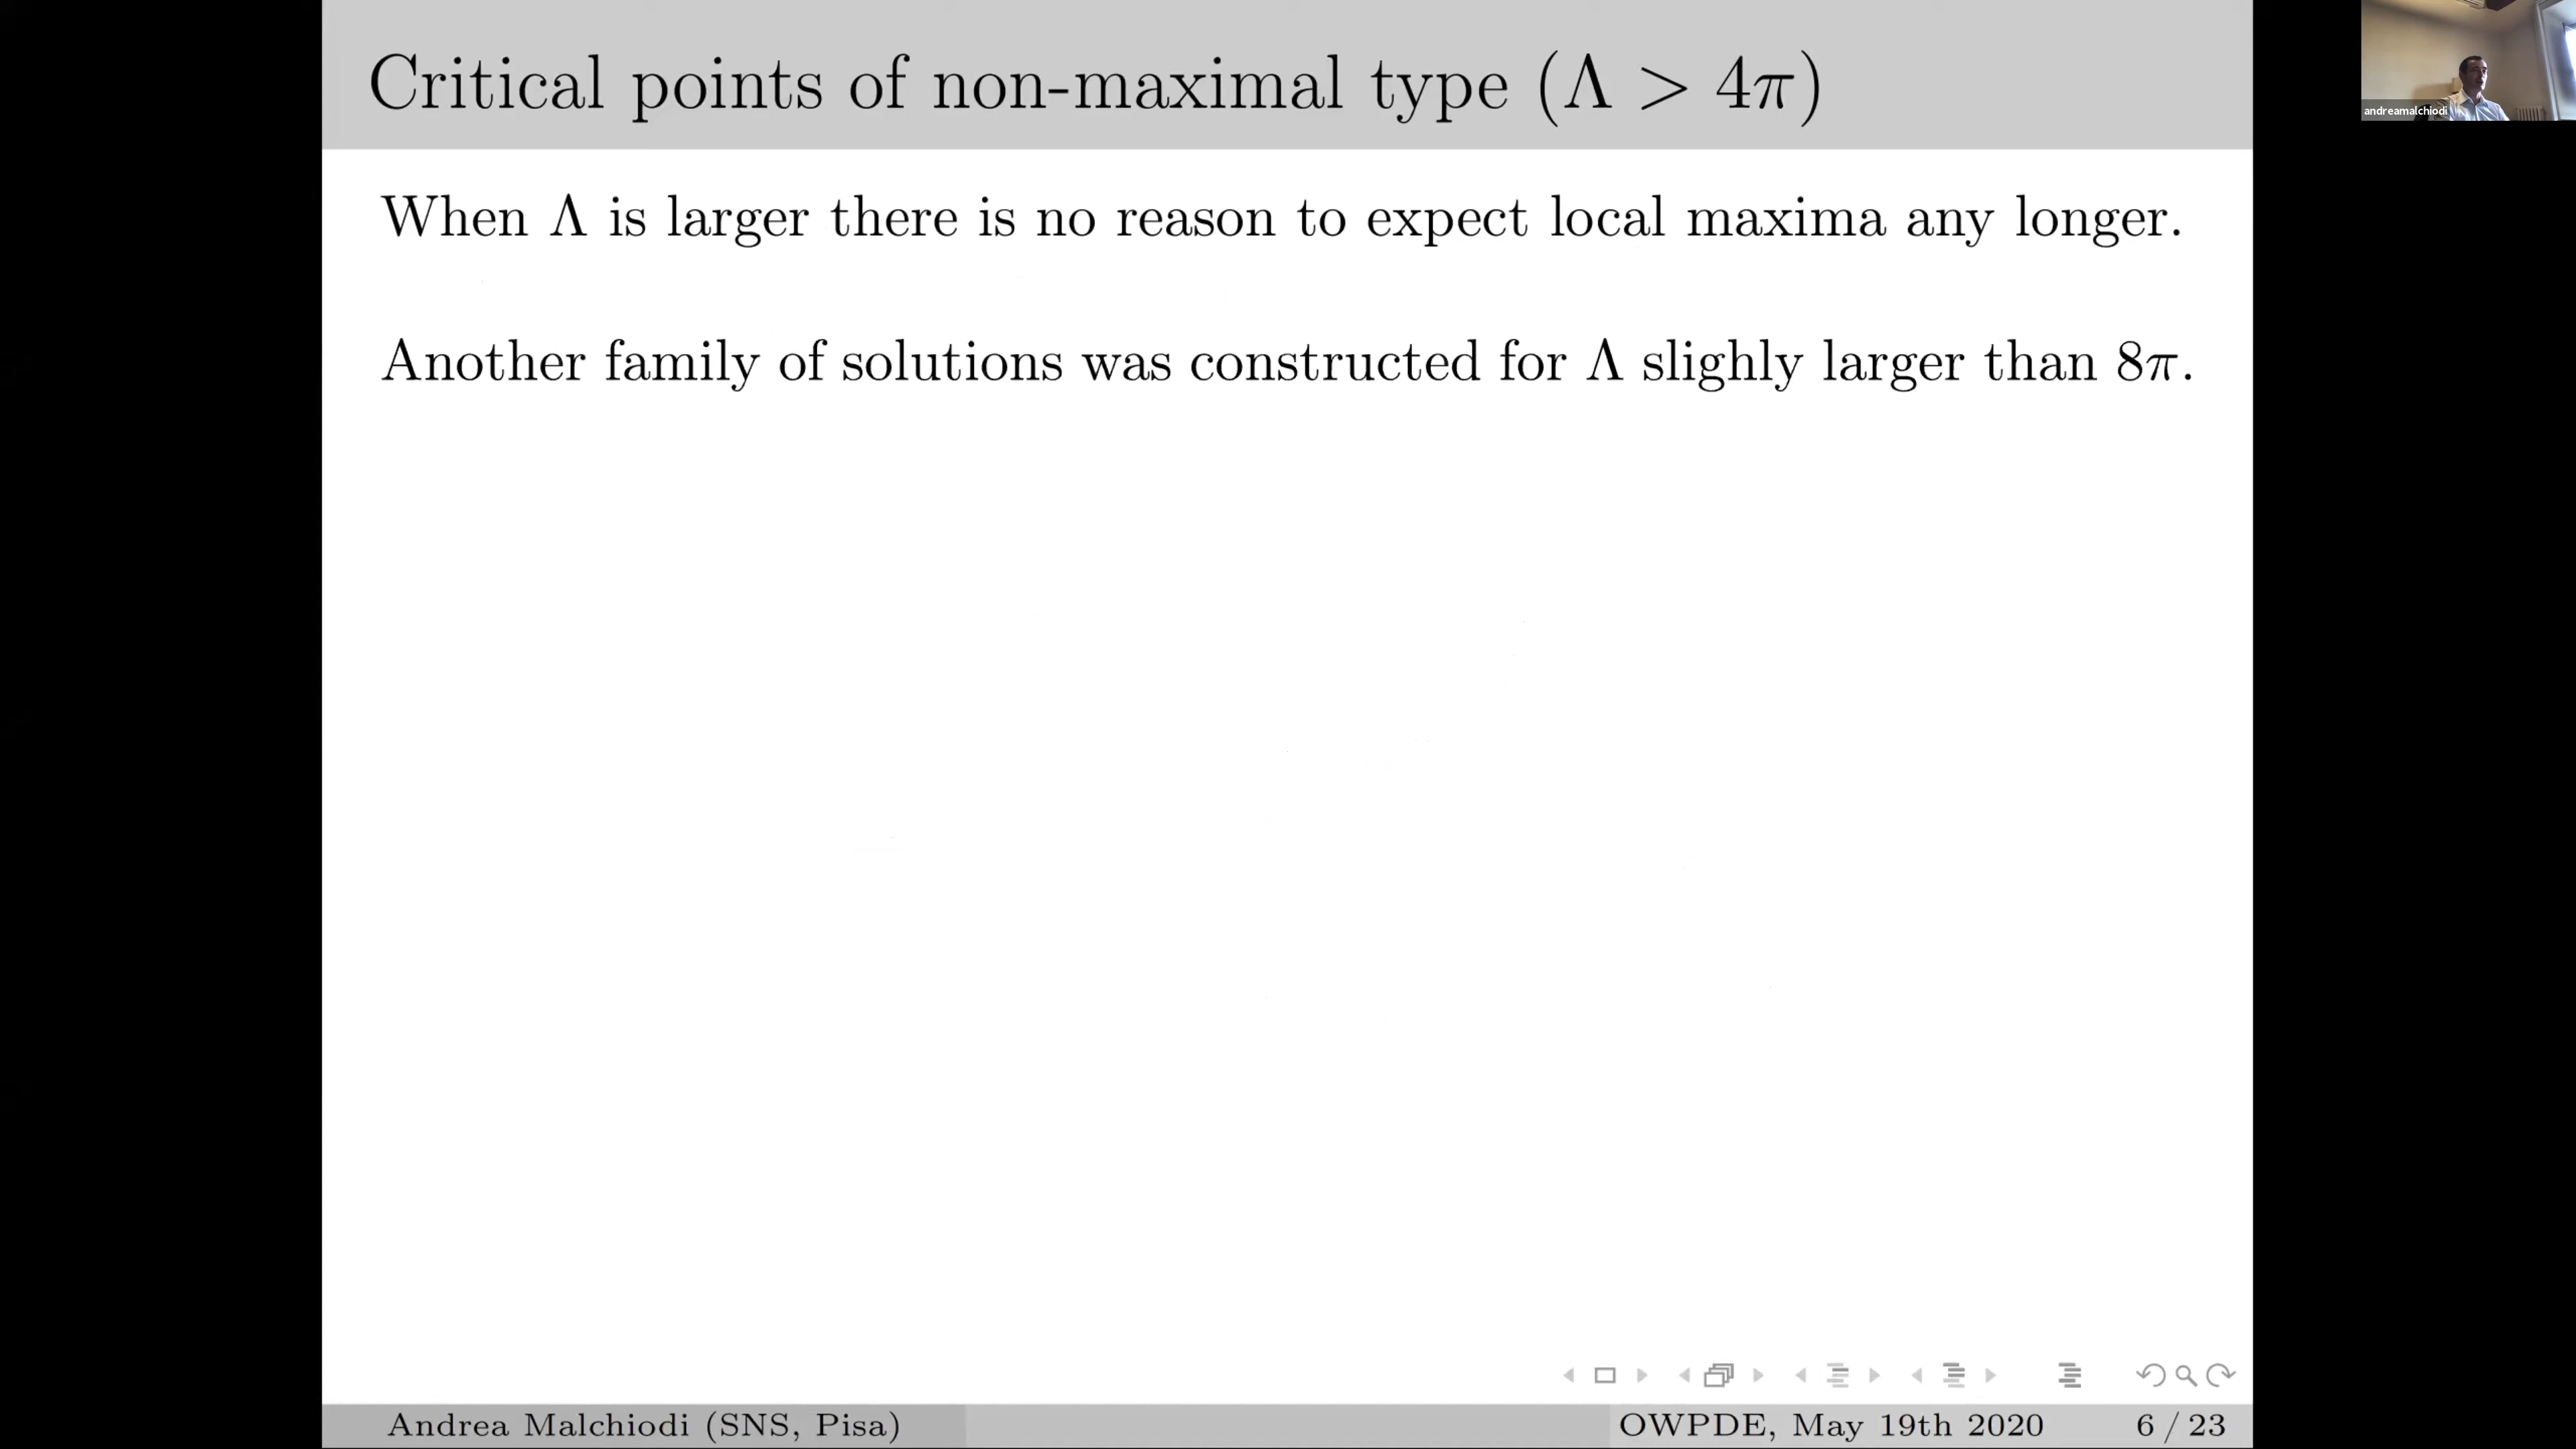 Critical points of non-maximal type (Λ > 4π)
andreamalchiodi
When Λ is larger there is no reason to expect local maxima any longer.
Another family of solutions was constructed for Λ slighly larger than 8π.
Andrea Malchiodi (SNS, Pisa)
OWPDE, May 19th 2020
6 / 23